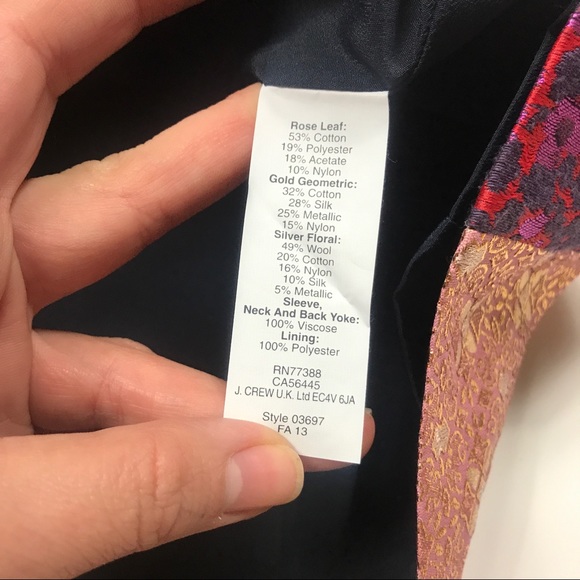 Rose Leaf:
53% Cotton
19% Polyester
18% Acetate
10% Nylon
Gold Geometric:
32% Cotton
28% Silk
25% Metallic
15% Nylon
Silver Floral:
49% Wool
20% Cotton
16% Nylon
10% Silk
5% Metallic
Sleeve,
Neck And Back Yoke:
100% Viscose
Lining:
100% Polyester
RN77388
CA56445
J. CREW U.K. Ltd EC4V 6JA
Style 03697
FA 13